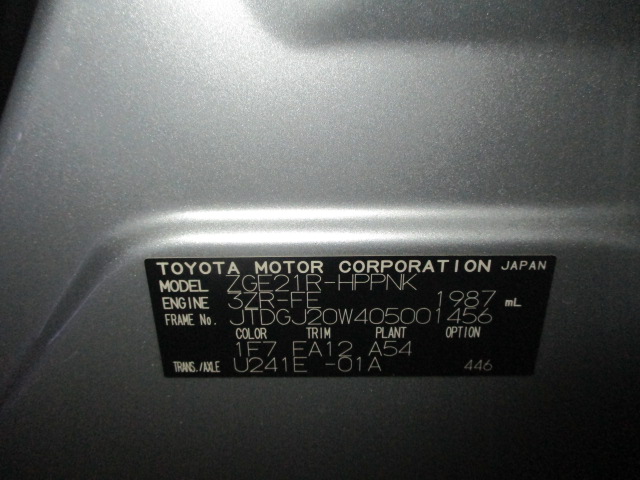 TOYOTA MOTOR CORPORATION JAPAN
MODEL ZGE21R-HPPNK
ENGINE 3ZR-FE 1987 mL
FRAME No. JTDGJ20W405001456
COLOR TRIM PLANT OPTION
1F7 FA12 A54
TRANS./AXLE U241E -01A 446